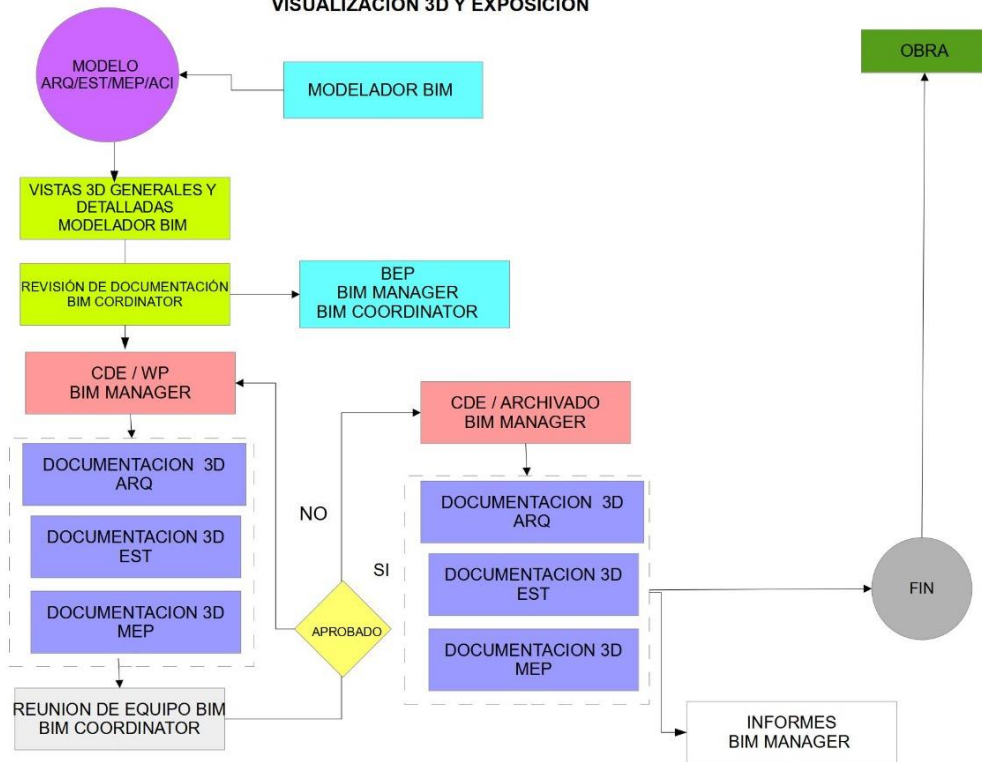 VISUALIZACIÓN 3D Y EXPOSICIÓN
MODELO
ARQ/EST/MEP/ACI
MODELADOR BIM
OBRA
VISTAS 3D GENERALES Y
DETALLADAS
MODELADOR BIM
REVISIÓN DE DOCUMENTACIÓN
BIM CORDINATOR
BEP
BIM MANAGER
BIM COORDINATOR
CDE / WP
BIM MANAGER
CDE / ARCHIVADO
BIM MANAGER
DOCUMENTACION 3D
ARQ
DOCUMENTACION 3D
EST
DOCUMENTACION 3D
MEP
NO
SI
APROBADO
DOCUMENTACION 3D
ARQ
DOCUMENTACION 3D
EST
DOCUMENTACION 3D
MEP
FIN
REUNION DE EQUIPO BIM
BIM COORDINATOR
INFORMES
BIM MANAGER